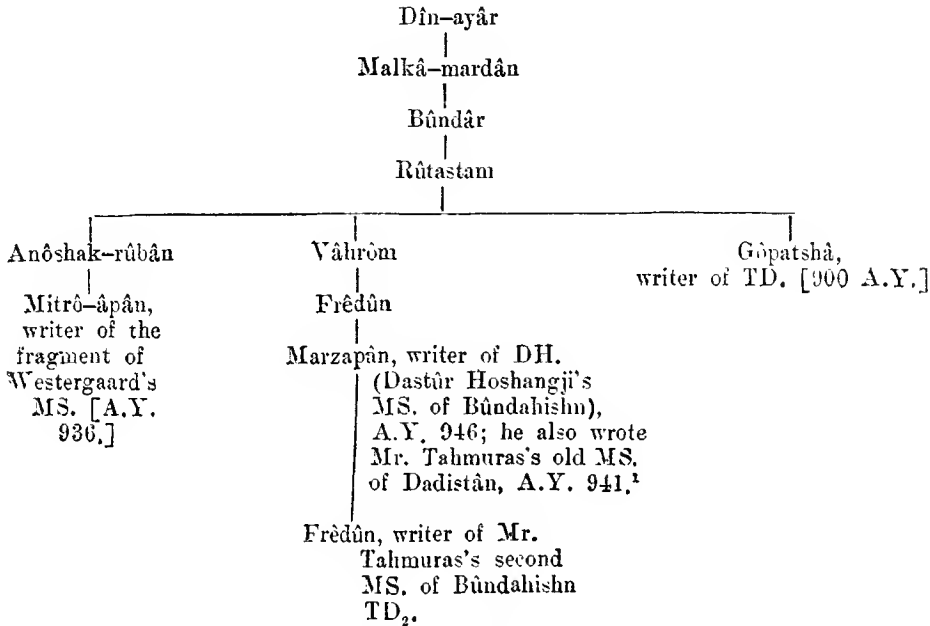 Dîn-ayâr
Malkâ-mardân
Bûndâr
Rûtastam
Anôshak-rûbân
Mitrô-âpân,
writer of the
fragment of
Westergaard's
MS. [A.Y.
936.]
Vâhròm
Frêdûn
Marzapân, writer of DH.
(Dastûr Hoshangji's
MS. of Bûndahishn),
A.Y. 946; he also wrote
Mr. Tahmuras's old MS.
of Dadistân, A.Y. 941.¹
Frèdûn, writer of Mr.
Tahmuras's second
MS. of Bûndahishn
TD₂.
Gôpatshâ,
writer of TD. [900 A.Y.]